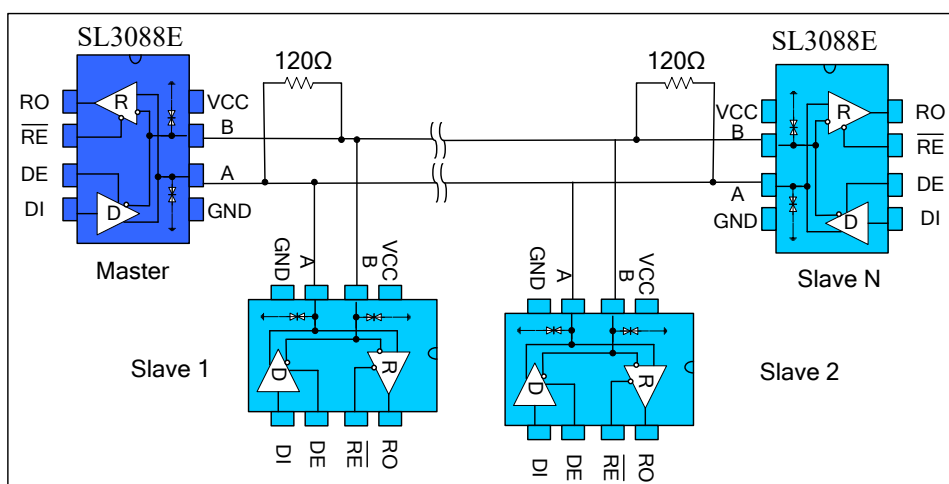 SL3088E
SL3088E
120Ω
120Ω
RO
R
VCC
VCC
R
RO
RE
B
B
RE
DE
A
A
DE
DI
D
GND
GND
D
DI
Master
Slave N
GND
A
B
VCC
GND
A
B
VCC
Slave 1
D
R
D
R
Slave 2
DI
DE
RE
RO
DI
DE
RE
RO